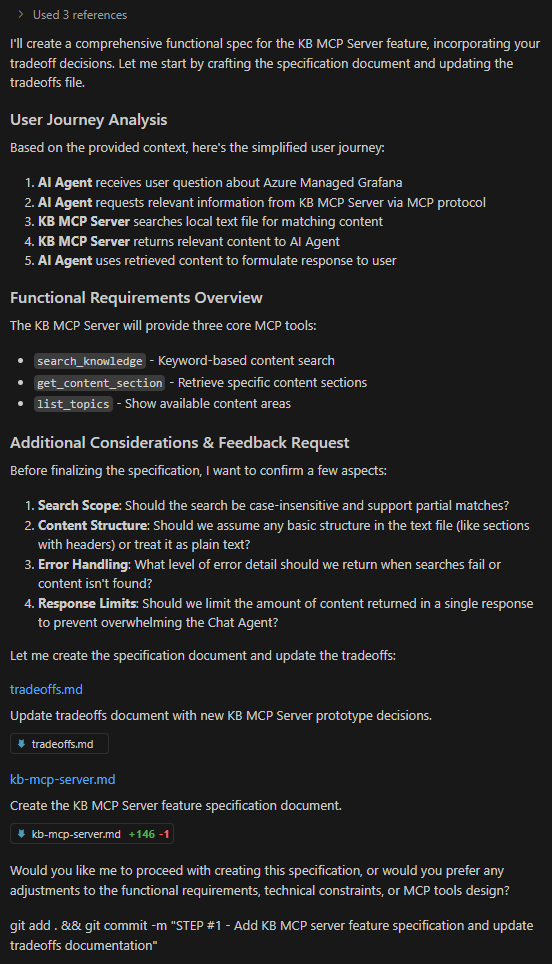 Used 3 references
I'll create a comprehensive functional spec for the KB MCP Server feature, incorporating your
tradeoff decisions. Let me start by crafting the specification document and updating the
tradeoffs file.
User Journey Analysis
Based on the provided context, here's the simplified user journey:
1. AI Agent receives user question about Azure Managed Grafana
2. AI Agent requests relevant information from KB MCP Server via MCP protocol
3. KB MCP Server searches local text file for matching content
4. KB MCP Server returns relevant content to AI Agent
5. AI Agent uses retrieved content to formulate response to user
Functional Requirements Overview
The KB MCP Server will provide three core MCP tools:
• search_knowledge - Keyword-based content search
• get_content_section - Retrieve specific content sections
• list_topics - Show available content areas
Additional Considerations & Feedback Request
Before finalizing the specification, I want to confirm a few aspects:
1. Search Scope: Should the search be case-insensitive and support partial matches?
2. Content Structure: Should we assume any basic structure in the text file (like sections
with headers) or treat it as plain text?
3. Error Handling: What level of error detail should we return when searches fail or
content isn't found?
4. Response Limits: Should we limit the amount of content returned in a single response
to prevent overwhelming the Chat Agent?
Let me create the specification document and update the tradeoffs:
tradeoffs.md
Update tradeoffs document with new KB MCP Server prototype decisions.
tradeoffs.md
kb-mcp-server.md
Create the KB MCP Server feature specification document.
kb-mcp-server.md +146 -1
Would you like me to proceed with creating this specification, or would you prefer any
adjustments to the functional requirements, technical constraints, or MCP tools design?
git add . && git commit -m "STEP #1 - Add KB MCP server feature specification and update
tradeoffs documentation"